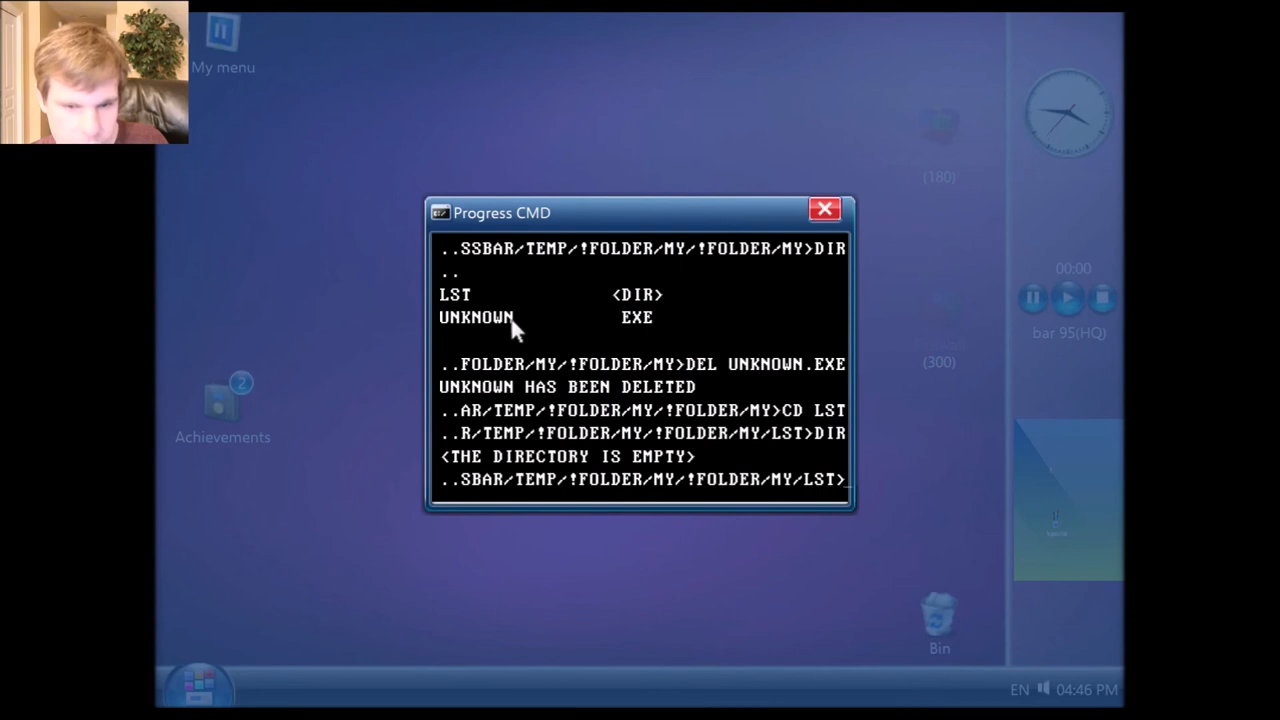 My menu
(180)
Progress CMD
..SSBAR/TEMP/!FOLDER/MY/!FOLDER/MY>DIR
..
LST <DIR>
UNKNOWN EXE
..FOLDER/MY/!FOLDER/MY>DEL UNKNOWN.EXE
UNKNOWN HAS BEEN DELETED
..AR/TEMP/!FOLDER/MY/!FOLDER/MY>CD LST
..R/TEMP/!FOLDER/MY/!FOLDER/MY/LST>DIR
<THE DIRECTORY IS EMPTY>
..SBAR/TEMP/!FOLDER/MY/!FOLDER/MY/LST>_
00:00
bar 95(HQ)
(300)
2
Achievements
Bin
EN 04:46 PM